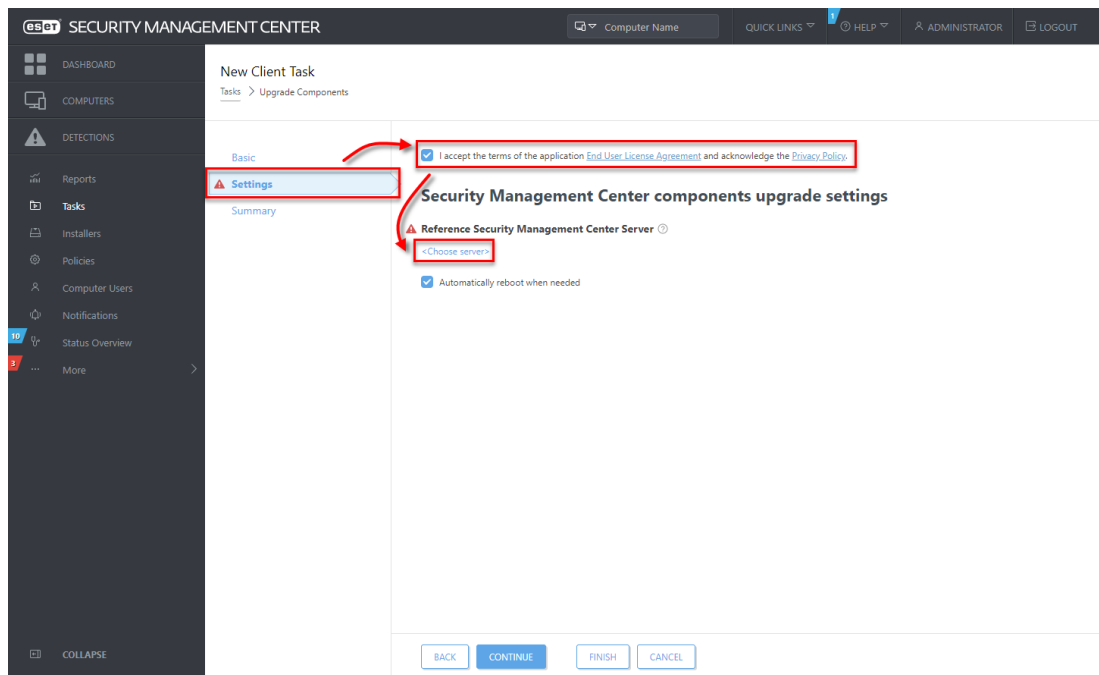 eset SECURITY MANAGEMENT CENTER
Computer Name
QUICK LINKS
1
HELP
ADMINISTRATOR
LOGOUT
DASHBOARD
COMPUTERS
DETECTIONS
Reports
Tasks
Installers
Policies
Computer Users
Notifications
10
Status Overview
3
More
COLLAPSE
New Client Task
Tasks > Upgrade Components
Basic
Settings
Summary
I accept the terms of the application End User License Agreement and acknowledge the Privacy Policy.
Security Management Center components upgrade settings
Reference Security Management Center Server
<Choose server>
Automatically reboot when needed
BACK
CONTINUE
FINISH
CANCEL